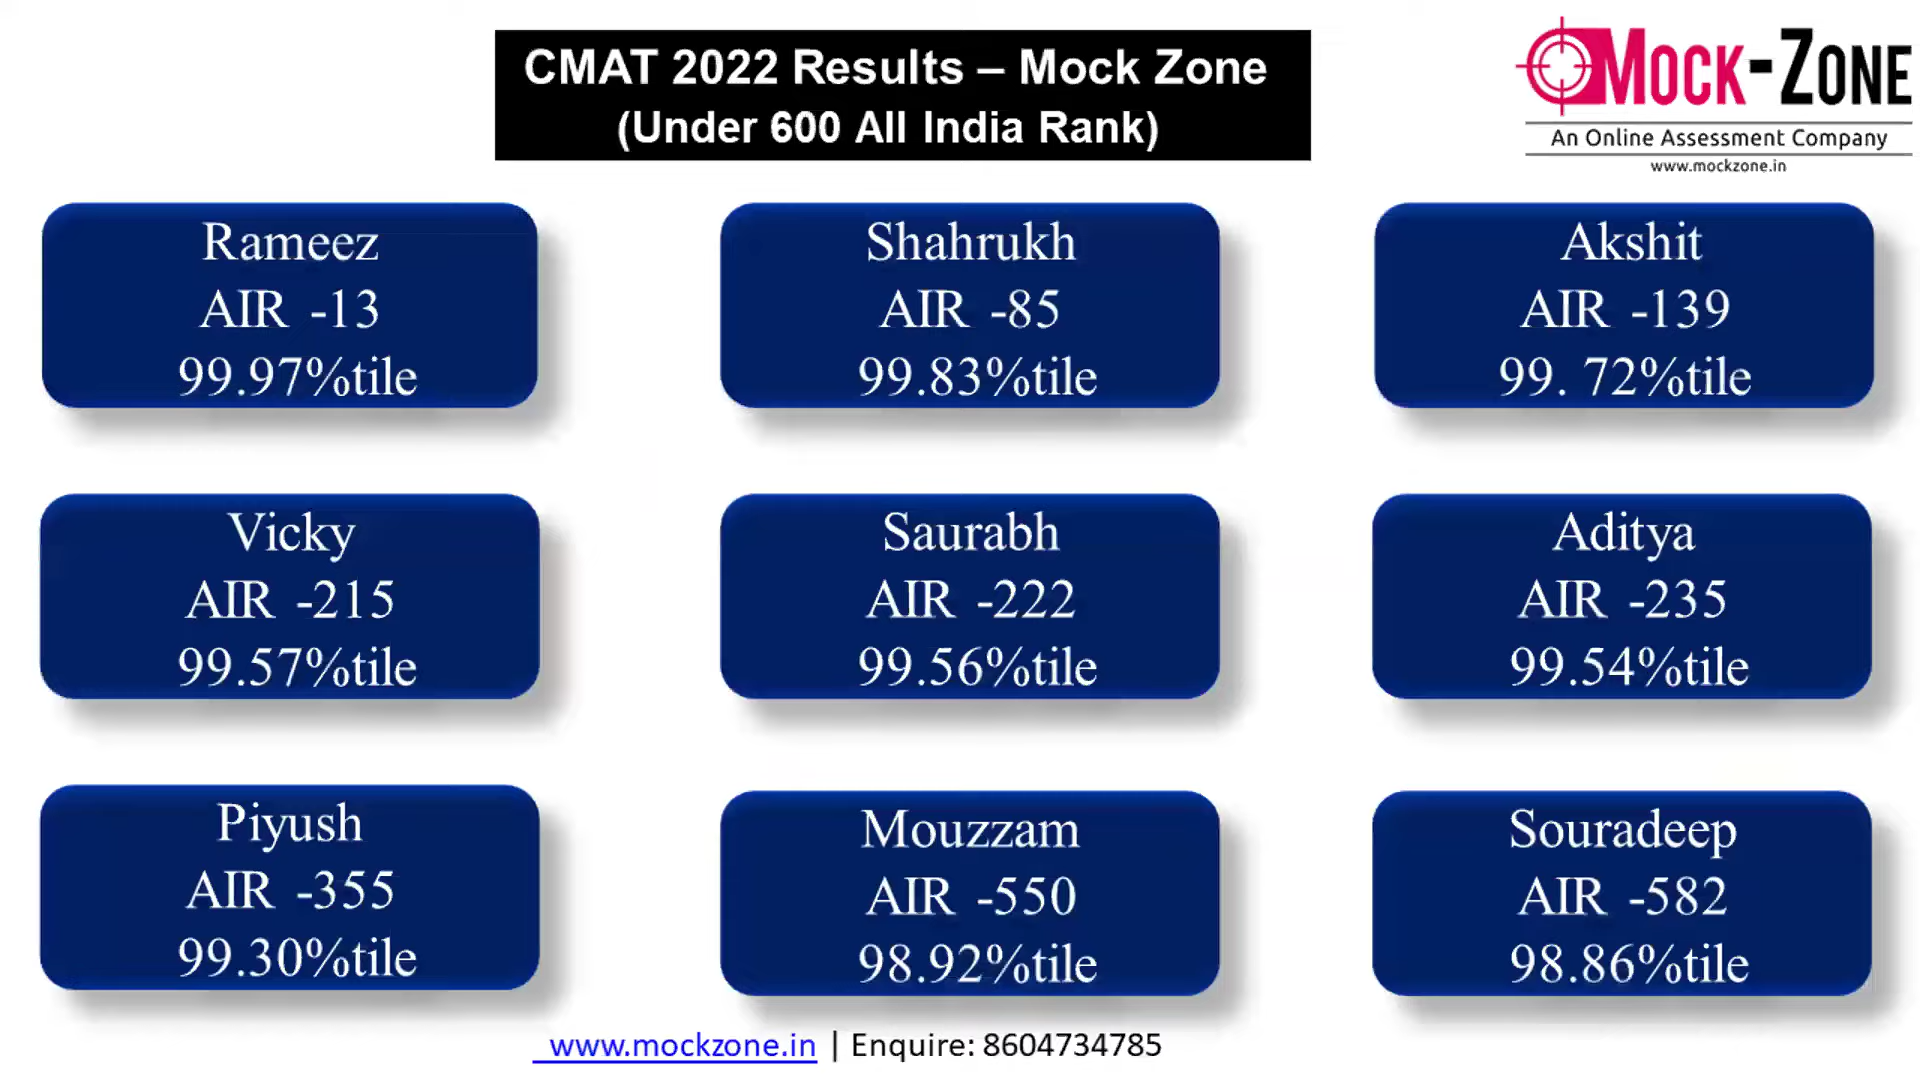 CMAT 2022 Results – Mock Zone
(Under 600 All India Rank)
MOCK-ZONE
An Online Assessment Company
www.mockzone.in
Rameez
AIR -13
99.97%tile
Shahrukh
AIR -85
99.83%tile
Akshit
AIR -139
99. 72%tile
Vicky
AIR -215
99.57%tile
Saurabh
AIR -222
99.56%tile
Aditya
AIR -235
99.54%tile
Piyush
AIR -355
99.30%tile
Mouzzam
AIR -550
98.92%tile
Souradeep
AIR -582
98.86%tile
www.mockzone.in | Enquire: 8604734785